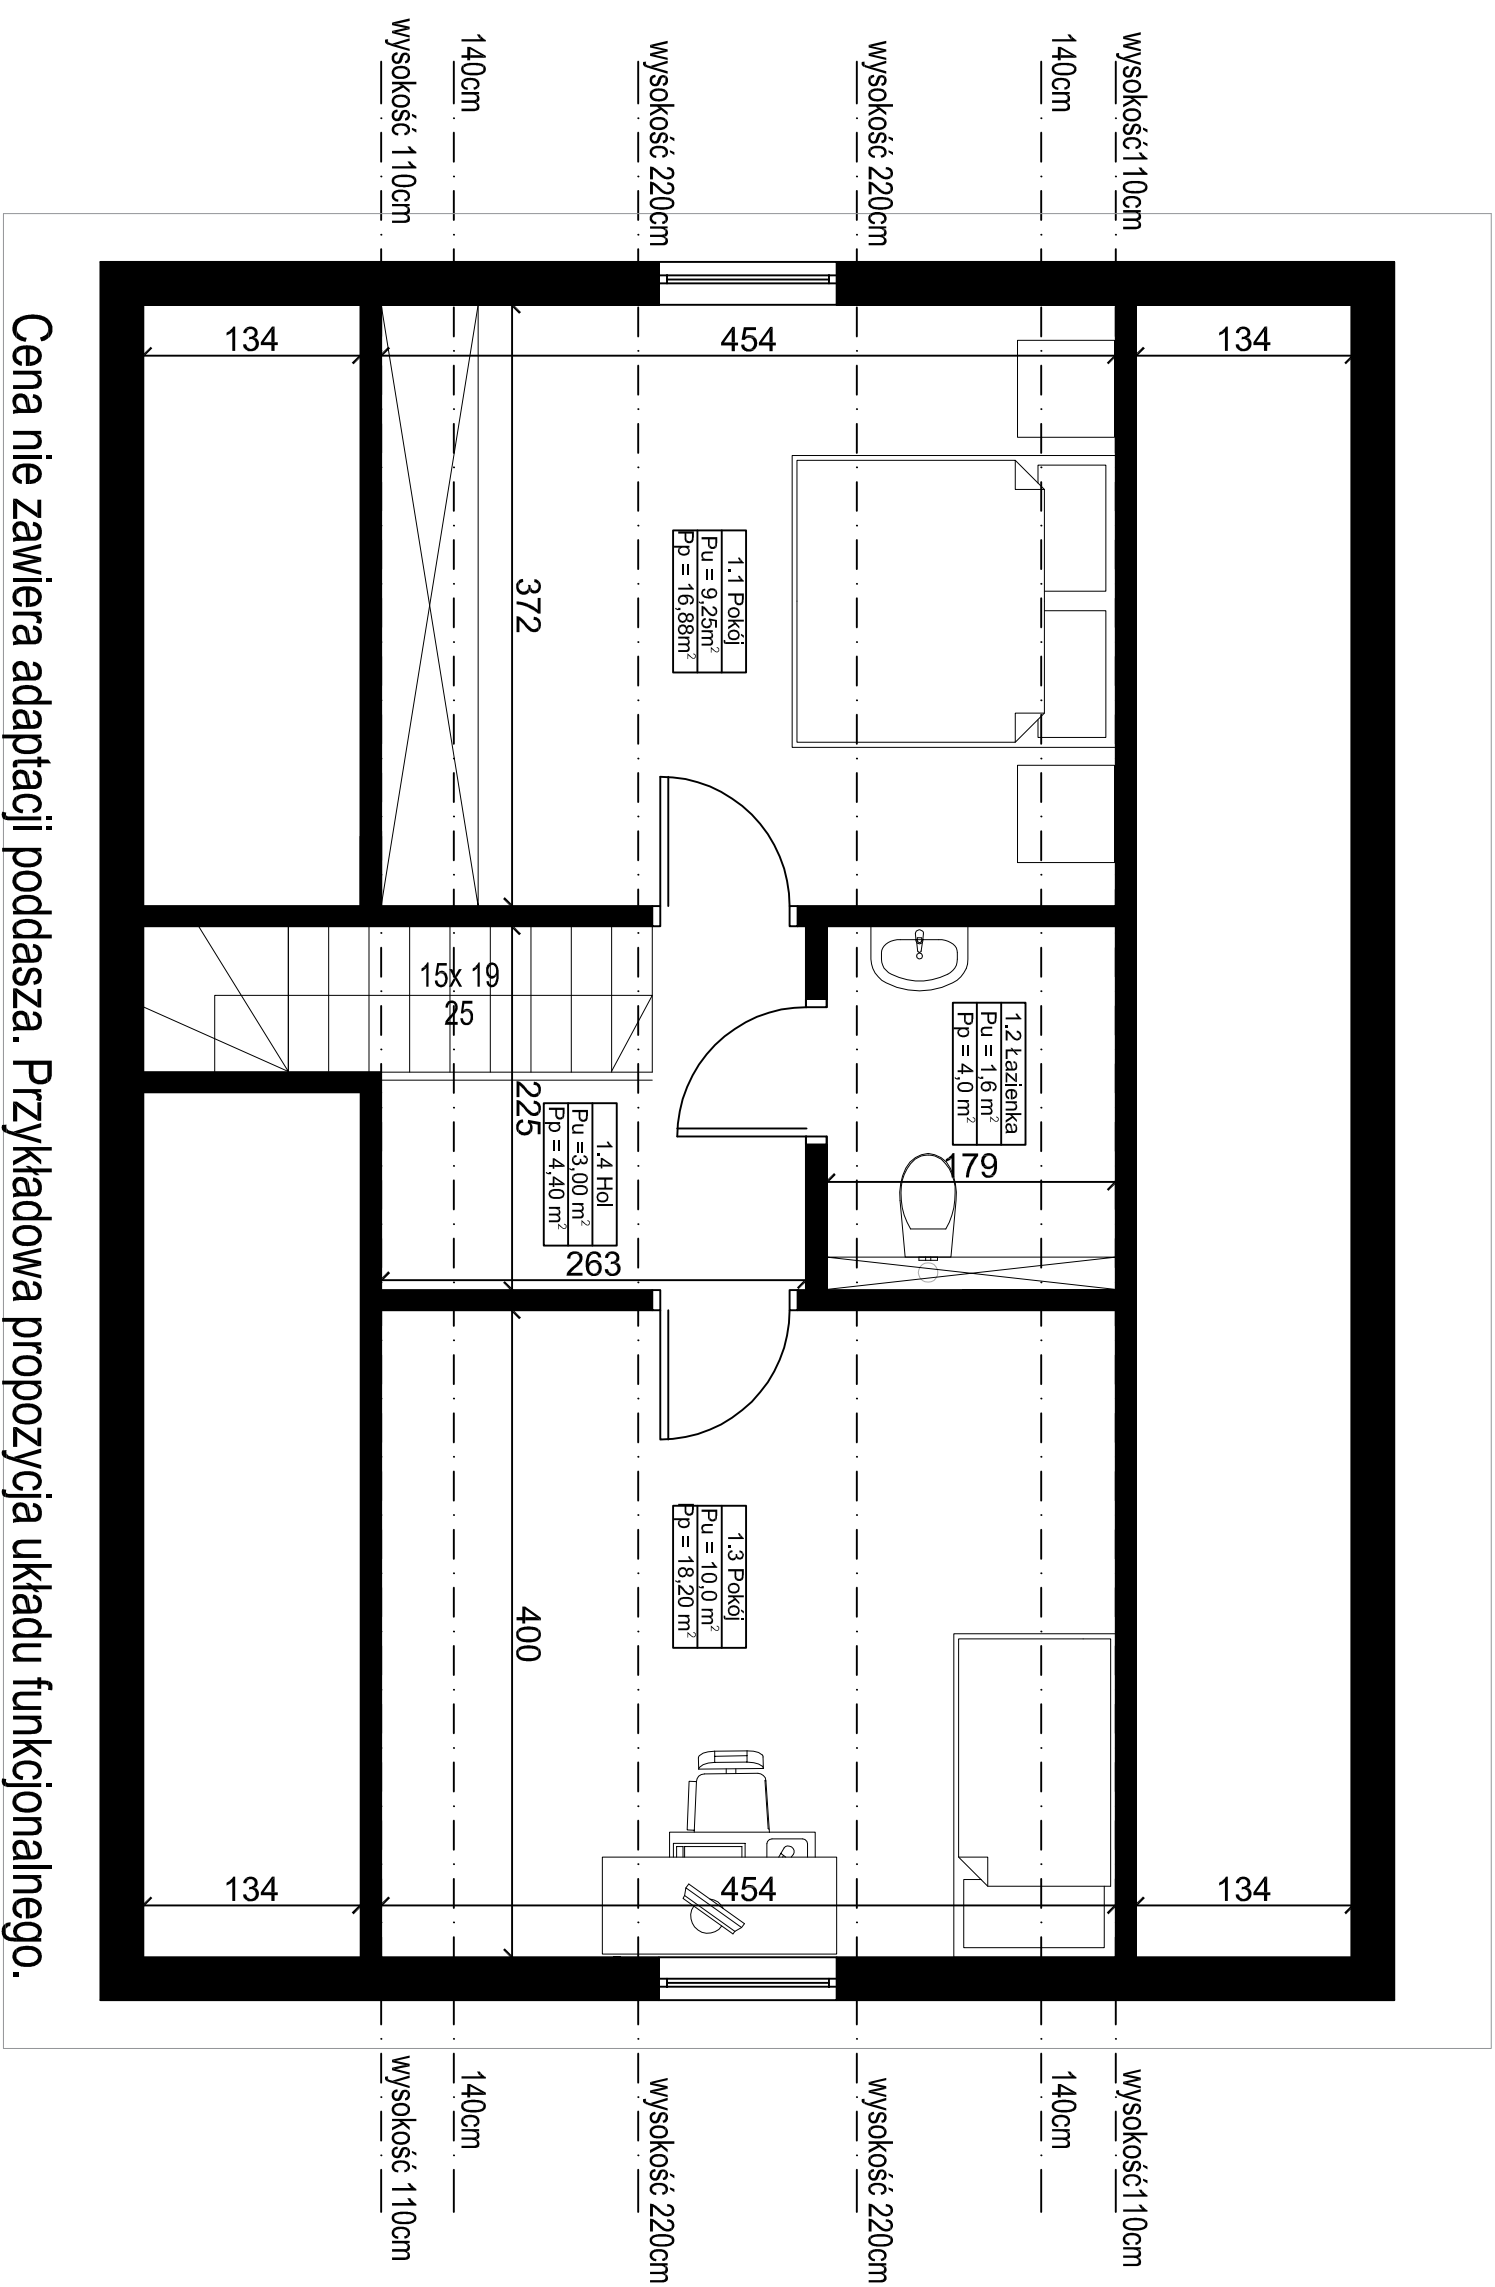 wysokość 110cm
140cm
wysokość 220cm
wysokość 220cm
140cm
wysokość110cm
134
454
134
372
1.1 Pokój
Pu = 9,25m²
Pp = 16,88m²
15x 19
25
225
1.2 Łazienka
Pu = 1,6 m²
Pp = 4,0 m²
179
1.4 Hol
Pu =3,00 m²
Pp = 4,40 m²
263
1.3 Pokój
Pu = 10,0 m²
Pp = 18,20 m²
400
134
454
134
wysokość 110cm
140cm
wysokość 220cm
wysokość 220cm
140cm
wysokość110cm
Cena nie zawiera adaptacji poddasza. Przykładowa propozycja układu funkcjonalnego.